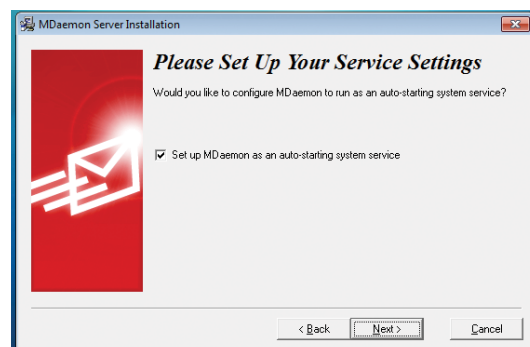 MDaemon Server Installation
Please Set Up Your Service Settings
Would you like to configure MDaemon to run as an auto-starting system service?
Set up MDaemon as an auto-starting system service
< Back
Next >
Cancel